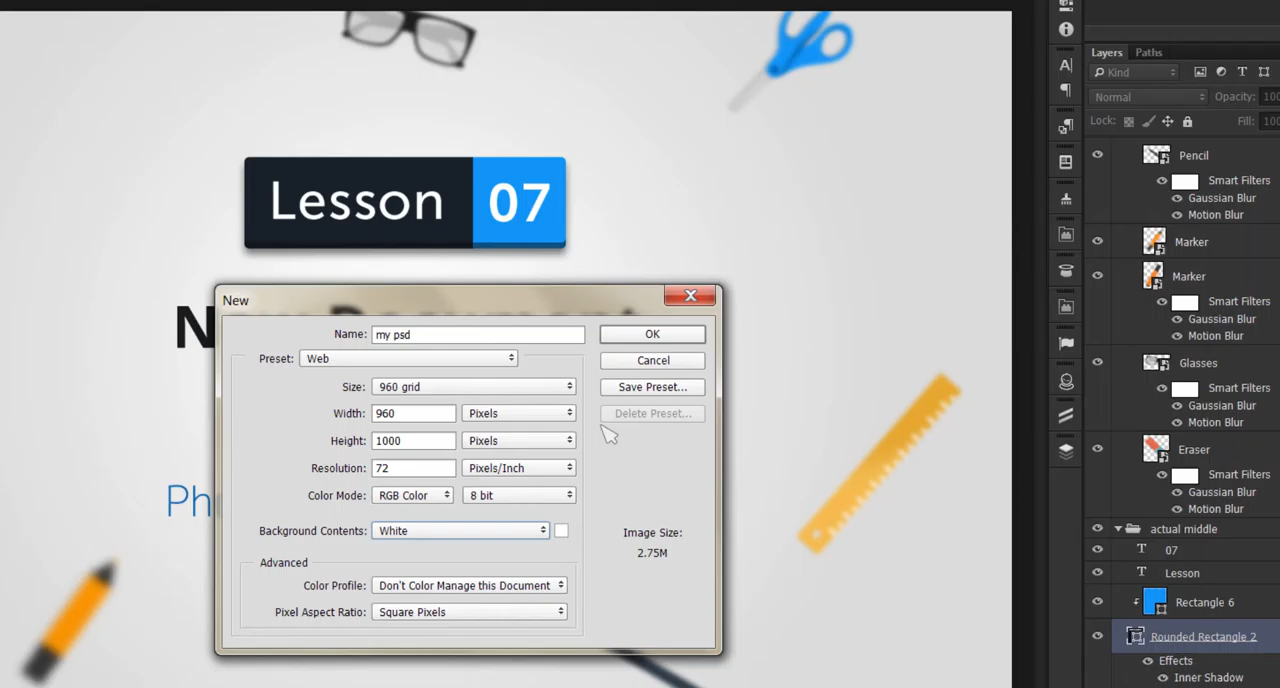 Lesson 07
New
Name: my psd
OK
Preset: Web
Cancel
Size: 960 grid
Save Preset...
Width: 960 Pixels
Delete Preset...
Height: 1000 Pixels
Resolution: 72 Pixels/Inch
Color Mode: RGB Color 8 bit
Background Contents: White
Image Size:
2.75M
Advanced
Color Profile: Don't Color Manage this Document
Pixel Aspect Ratio: Square Pixels
Ph
Layers Paths
Kind
Normal Opacity: 100
Lock: Fill: 100
Pencil
Smart Filters
Gaussian Blur
Motion Blur
Marker
Marker
Smart Filters
Gaussian Blur
Motion Blur
Glasses
Smart Filters
Gaussian Blur
Motion Blur
Eraser
Smart Filters
Gaussian Blur
Motion Blur
actual middle
07
Lesson
Rectangle 6
Rounded Rectangle 2
Effects
Inner Shadow